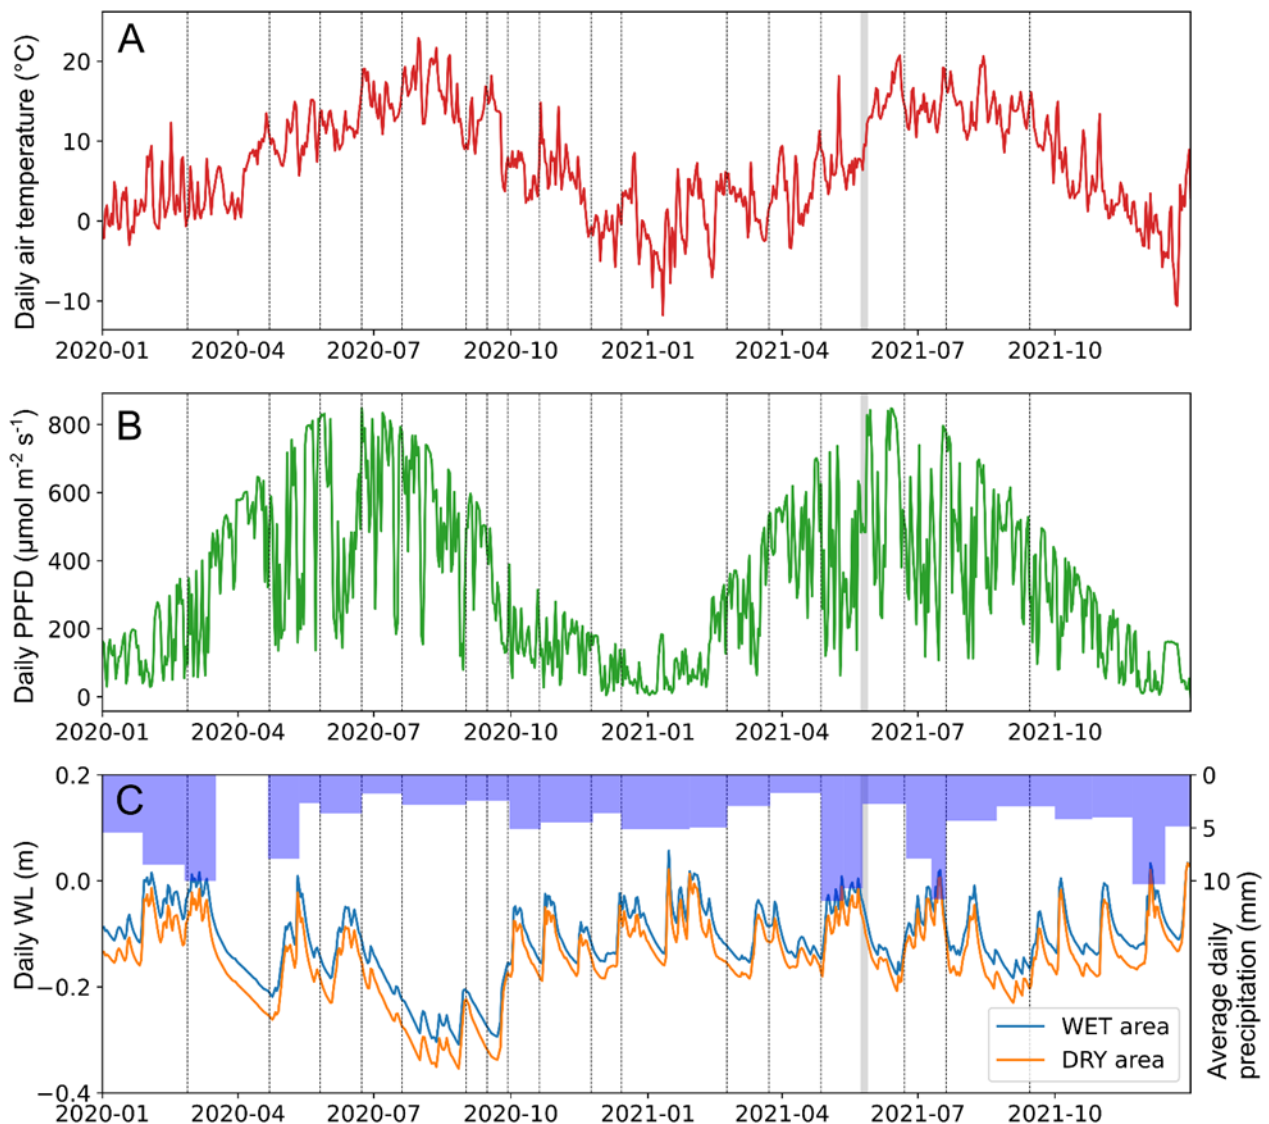 A
Daily air temperature (°C)
20
10
0
−10
2020-01 2020-04 2020-07 2020-10 2021-01 2021-04 2021-07 2021-10
B
Daily PPFD (μmol m-2 s-1)
800
600
400
200
0
2020-01 2020-04 2020-07 2020-10 2021-01 2021-04 2021-07 2021-10
C
Daily WL (m)
0.2
0.0
−0.2
−0.4
0
5
10
Average daily
precipitation (mm)
WET area
DRY area
2020-01 2020-04 2020-07 2020-10 2021-01 2021-04 2021-07 2021-10